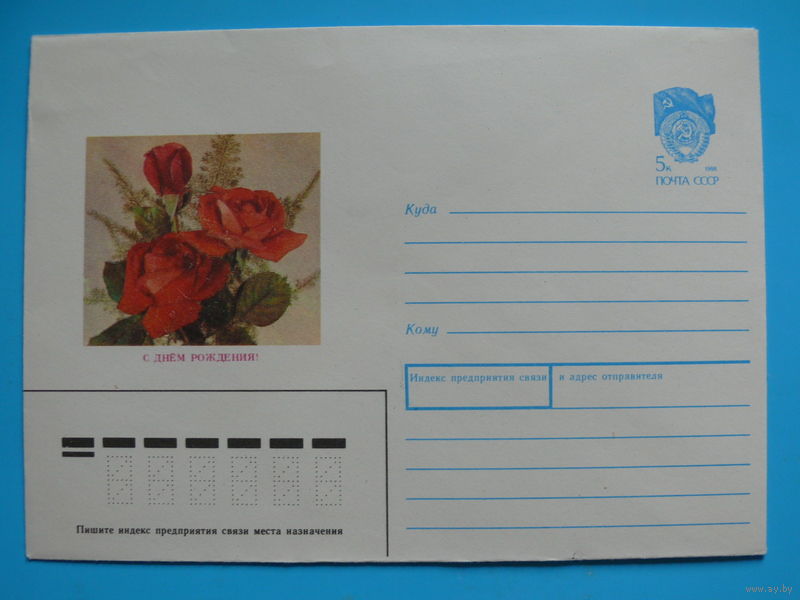 5к 1988
ПОЧТА СССР
Куда
Кому
С ДНЁМ РОЖДЕНИЯ!
Индекс предприятия связи и адрес отправителя
Пишите индекс предприятия связи места назначения
www.ay.by